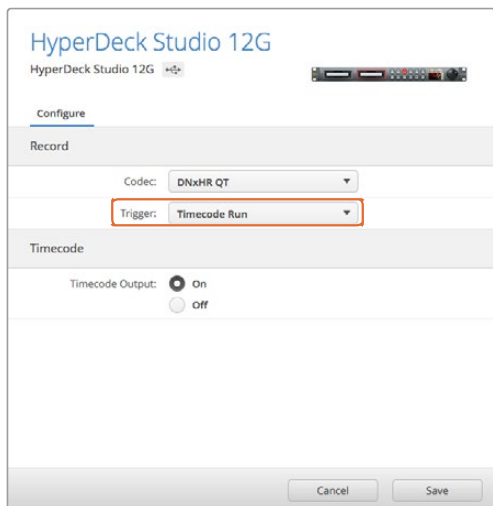 HyperDeck Studio 12G
HyperDeck Studio 12G
Configure
Record
Codec: DNxHR QT
Trigger: Timecode Run
Timecode
Timecode Output: On
Off
Cancel Save